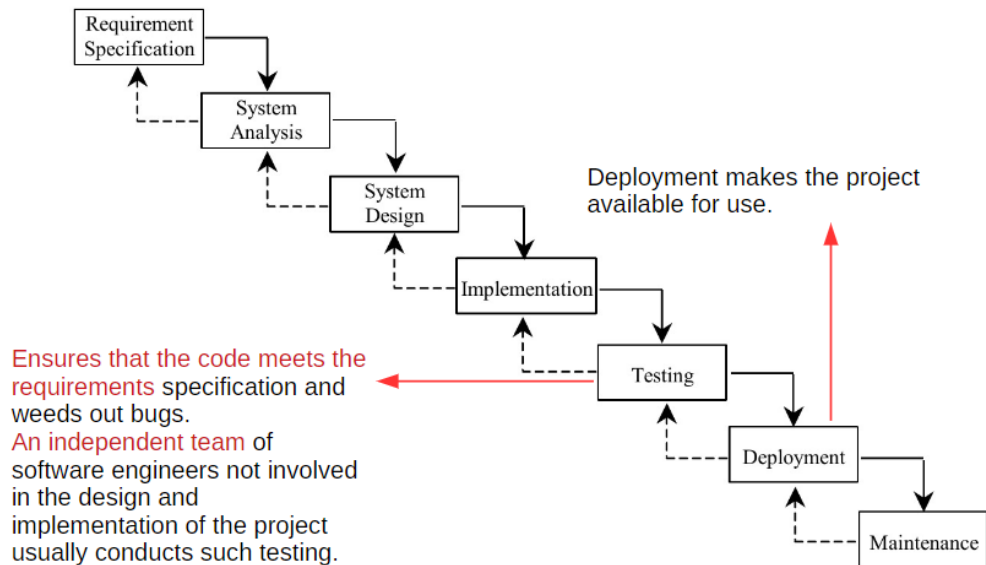 Requirement
Specification
System
Analysis
System
Design
Deployment makes the project
available for use.
Implementation
Ensures that the code meets the
requirements specification and
weeds out bugs.
An independent team of
software engineers not involved
in the design and
implementation of the project
usually conducts such testing.
Testing
Deployment
Maintenance